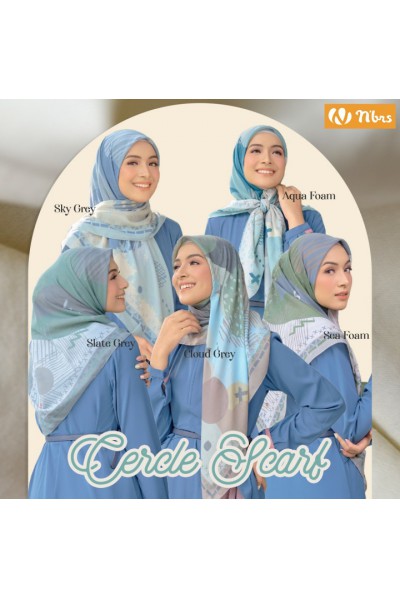 Nbrs
Sky Grey
Aqua Foam
Slate Grey
Cloud Grey
Sea Foam
Cercle Scarf